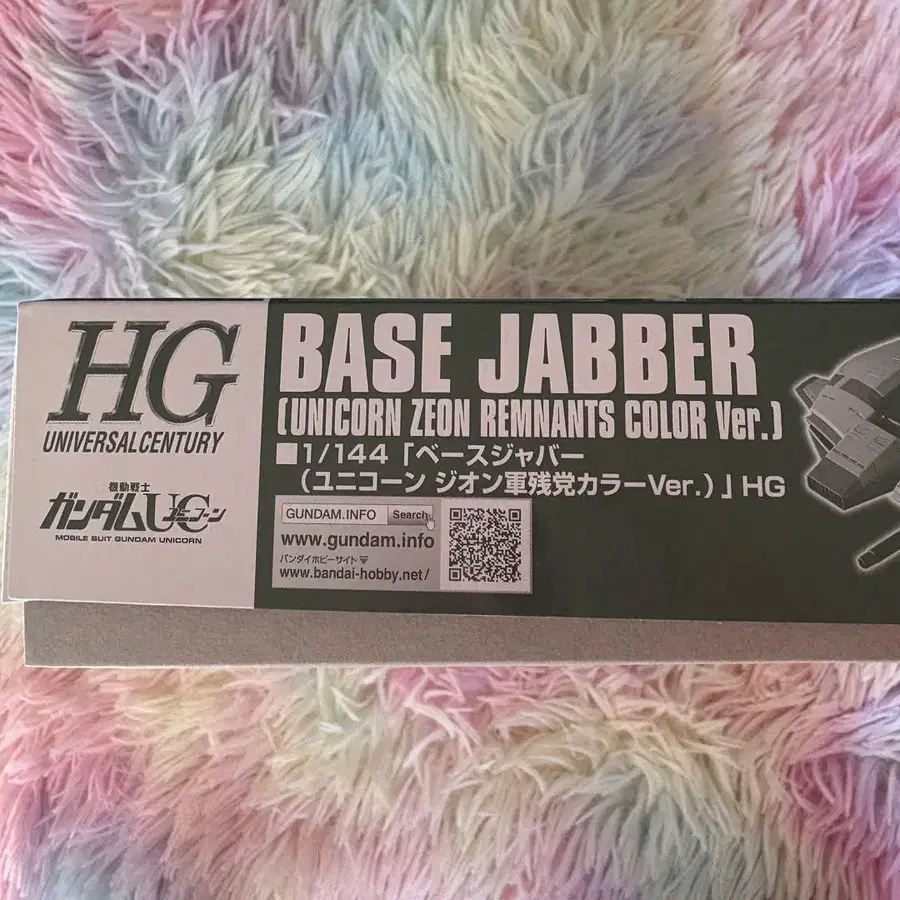 HG
UNIVERSAL CENTURY
機動戦士
ガンダムUC
ユニコーン
MOBILE SUIT GUNDAM UNICORN
BASE JABBER
(UNICORN ZEON REMNANTS COLOR Ver.)
■1/144「ベースジャバー
(ユニコーン ジオン軍残党カラーVer.)」HG
GUNDAM.INFO Search
www.gundam.info
バンダイホビーサイト▼
www.bandai-hobby.net/